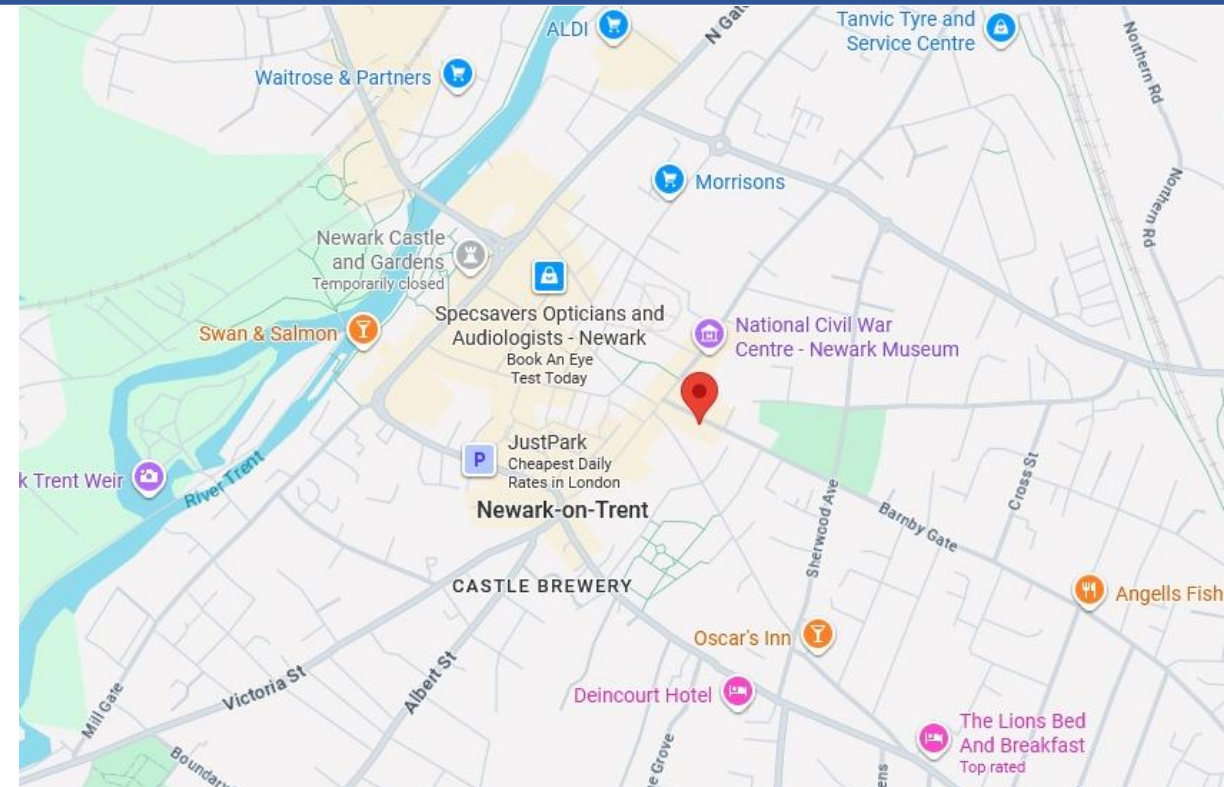 ALDI
N Gate
Tanvic Tyre and
Service Centre
Northern Rd
Waitrose & Partners
Morrisons
Northern Rd
Newark Castle
and Gardens
Temporarily closed
Swan & Salmon
Specsavers Opticians and
Audiologists - Newark
Book An Eye
Test Today
National Civil War
Centre - Newark Museum
JustPark
Cheapest Daily
Rates in London
k Trent Weir
River Trent
Newark-on-Trent
Cross St
Sherwood Ave
Barnby Gate
CASTLE BREWERY
Angells Fish
Oscar's Inn
Victoria St
Albert St
Deincourt Hotel
Mill Gate
The Lions Bed
And Breakfast
Top rated
Boundary
e Grove
ens